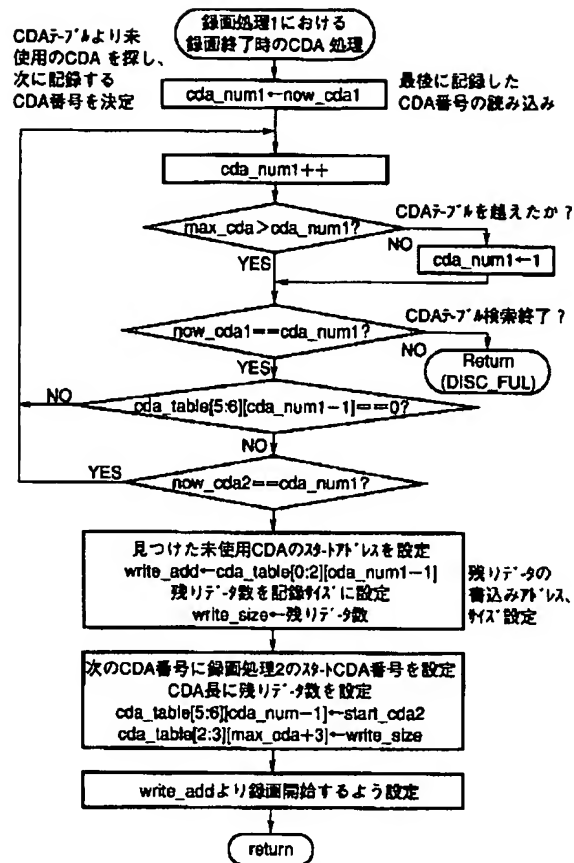 録画処理1における
録画終了時のCDA 処理
CDAテーブルより未
使用のCDA を探し、
次に記録する
CDA番号を決定
cda_num1←now_cda1
最後に記録した
CDA番号の読み込み
cda_num1++
max_cda>cda_num1?
CDAテーブルを越えたか?
NO
cda_num1←1
YES
now_cda1==cda_num1?
CDAテーブル検索終了?
NO
Return
(DISC_FUL)
YES
NO
cda_table[5:6][cda_num1−1]==0?
NO
YES
now_cda2==cda_num1?
見つけた未使用CDAのスタートアドレスを設定
write_add←cda_table[0:2][cda_num1−1]
残りデータ数を記録サイズに設定
write_size←残りデータ数
残りデータの
書込みアドレス、
サイズ設定
次のCDA番号に録画処理2のスタートCDA番号を設定
CDA長に残りデータ数を設定
cda_table[5:6][cda_num−1]←start_cda2
cda_table[2:3][max_cda+3]←write_size
write_addより録画開始するよう設定
return